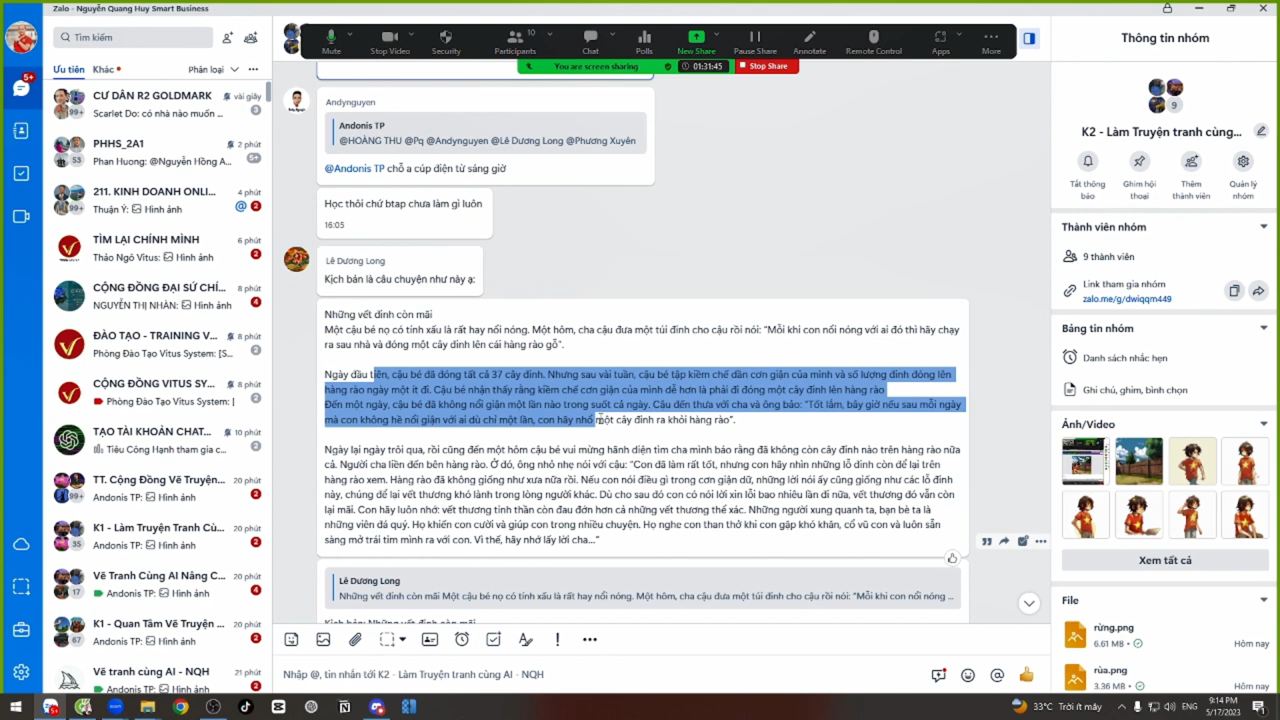 Zalo - Nguyễn Quang Huy Smart Business
Tìm kiếm
Ưu tiên
Khác
Phân loại
CƯ DÂN R2 GOLDMARK
vài giây
Scarlet Do: có nhà nào muốn ...
99+
3
PHHS_2A1
2 phút
Phan Huong: @Nguyễn Hồng A...
53
5+
211. KINH DOANH ONLI...
4 phút
Thuận Ý: Hình ảnh
99+
@ 2
TÌM LẠI CHÍNH MÌNH
6 phút
Thảo Ngô Vitus: Hình ảnh
2
CỘNG ĐỒNG ĐẠI SỨ CHÍ...
8 phút
NGUYỄN THỊ NHÀN: Hình ảnh
4
ĐÀO TẠO - TRAINING V...
8 phút
Phòng Đào Tạo Vitus System: [S...
2
CỘNG ĐỒNG KINH DOAN...
8 phút
Phòng Đào Tạo Vitus System: [
2
TẠO TÀI KHOẢN CHAT...
10 phút
Tiêu Công Hạnh tham gia c...
2
TT. Cộng Đồng Vẽ Truyện...
20 phút
Andonis TP: Hình ảnh
99+
2
K1 - Làm Truyện Tranh Cù...
20 phút
Andonis TP: Hình ảnh
35
2
Vẽ Tranh Cùng AI Nâng C...
20 phút
Andonis TP: Hình ảnh
17
4
K1 - Quan Tâm Vẽ Truyện ...
20 phút
Andonis TP: Hình ảnh
67
2
Vẽ tranh cùng AI - NQH
21 phút
Andonis TP: Hình ảnh
2
Mute
Stop Video
Security
Participants
10
Chat
Polls
New Share
Pause Share
Annotate
Remote Control
Apps
More
You are screen sharing
01:31:45
Stop Share
Andynguyen
Andonis TP
@HOÀNG THU @Pq @Andynguyen @Lê Dương Long @Phương Xuyên
@Andonis TP chỗ a cúp điện từ sáng giờ
Học thôi chứ btap chưa làm gì luôn
16:05
Lê Dương Long
Kịch bản là câu chuyện như này ạ:
Những vết đinh còn mãi
Một cậu bé nọ có tính xấu là rất hay nổi nóng. Một hôm, cha cậu đưa một túi đinh cho cậu rồi nói: “Mỗi khi con nổi nóng với ai đó thì hãy chạy
ra sau nhà và đóng một cây đinh lên cái hàng rào gỗ”.
Ngày đầu tiên, cậu bé đã đóng tất cả 37 cây đinh. Nhưng sau vài tuần, cậu bé tập kiềm chế dần cơn giận của mình và số lượng đinh đóng lên
hàng rào ngày một ít đi. Cậu bé nhận thấy rằng kiềm chế cơn giận của mình dễ hơn là phải đi đóng một cây đinh lên hàng rào
Đến một ngày, cậu bé đã không nổi giận một lần nào trong suốt cả ngày. Cậu đến thưa với cha và ông bảo: “Tốt lắm, bây giờ nếu sau mỗi ngày
mà con không hề nổi giận với ai dù chỉ một lần, con hãy nhổ một cây đinh ra khỏi hàng rào”.
Ngày lại ngày trôi qua, rồi cũng đến một hôm cậu bé vui mừng hãnh diện tìm cha mình báo rằng đã không còn cây đinh nào trên hàng rào nữa
cả. Người cha liền đến bên hàng rào. Ở đó, ông nhỏ nhẹ nói với cậu: “Con đã làm rất tốt, nhưng con hãy nhìn những lỗ đinh còn để lại trên
hàng rào xem. Hàng rào đã không giống như xưa nữa rồi. Nếu con nói điều gì trong cơn giận dữ, những lời nói ấy cũng giống như các lỗ đinh
này, chúng để lại vết thương khó lành trong lòng người khác. Dù cho sau đó con có nói lời xin lỗi bao nhiêu lần đi nữa, vết thương đó vẫn còn
lại mãi. Con hãy luôn nhớ: vết thương tinh thần còn đau đớn hơn cả những vết thương thể xác. Những người xung quanh ta, bạn bè ta là
những viên đá quý. Họ khiến con cười và giúp con trong nhiều chuyện. Họ nghe con than thở khi con gặp khó khăn, cổ vũ con và luôn sẵn
sàng mở trái tim mình ra với con. Vì thế, hãy nhớ lấy lời cha...”
Lê Dương Long
Những vết đinh còn mãi Một cậu bé nọ có tính xấu là rất hay nổi nóng. Một hôm, cha cậu đưa một túi đinh cho cậu rồi nói: “Mỗi khi con nổi nóng ...
Kịch bản: Những vết đinh còn mãi
Nhập @, tin nhắn tới K2 - Làm Truyện tranh cùng AI - NQH
Thông tin nhóm
9
K2 - Làm Truyện tranh cùng...
Tắt thông báo
Ghim hội thoại
Thêm thành viên
Quản lý nhóm
Thành viên nhóm
9 thành viên
Link tham gia nhóm
zalo.me/g/dwiqqm449
Bảng tin nhóm
Danh sách nhắc hẹn
Ghi chú, ghim, bình chọn
Ảnh/Video
Xem tất cả
File
rừng.png
6.61 MB
Hôm nay
rùa.png
3.36 MB
Hôm nay
33°C Trời ít mây
ENG
9:14 PM
5/17/2023